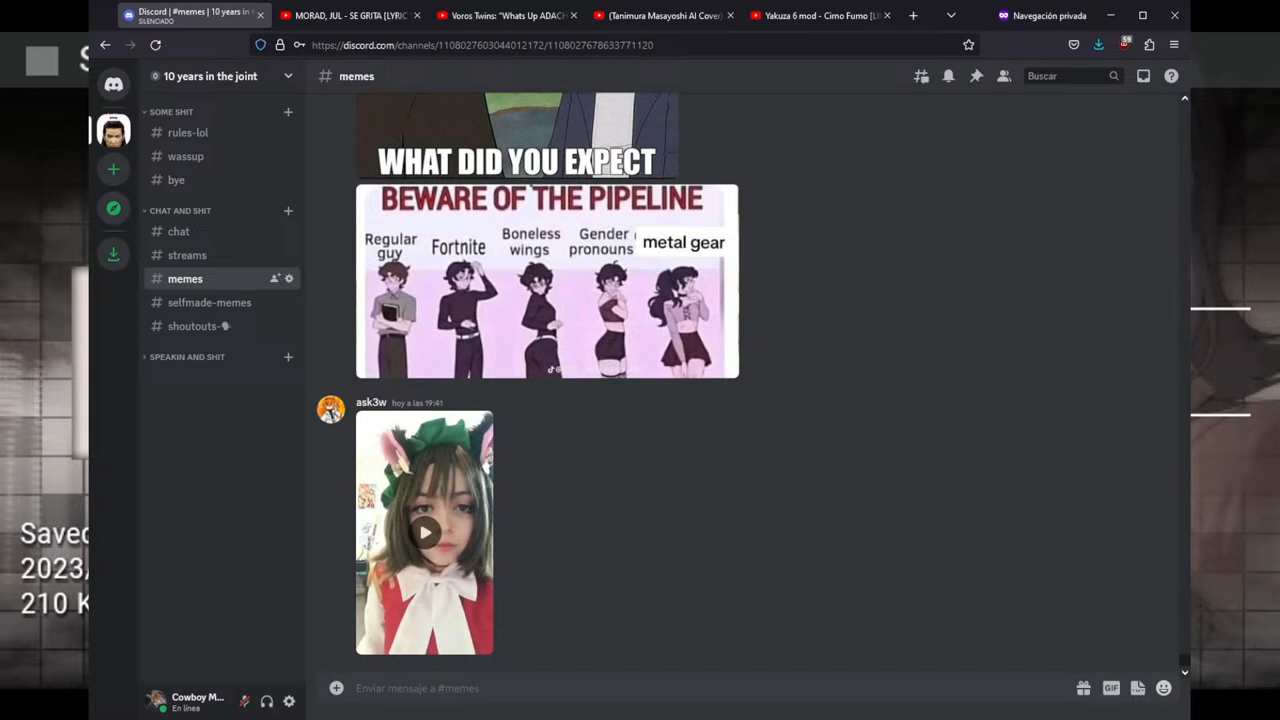 Discord | #memes | 10 years in t
SILENCIADO
MORAD, JUL - SE GRITA [LYRIC
Voros Twins: "Whats Up ADACH
(Tanimura Masayoshi AI Cover)
Yakuza 6 mod - Cirno Fumo [LI
Navegación privada
https://discord.com/channels/1108027603044012172/1108027678633771120
59
10 years in the joint
memes
Buscar
SOME SHIT
rules-lol
wassup
bye
CHAT AND SHIT
chat
streams
memes
selfmade-memes
shoutouts-🗣
SPEAKIN AND SHIT
WHAT DID YOU EXPECT
BEWARE OF THE PIPELINE
Regular guy
Fortnite
Boneless wings
Gender pronouns
metal gear
ask3w hoy a las 19:41
Saved
2023/
210 K
Cowboy M...
En línea
Enviar mensaje a #memes